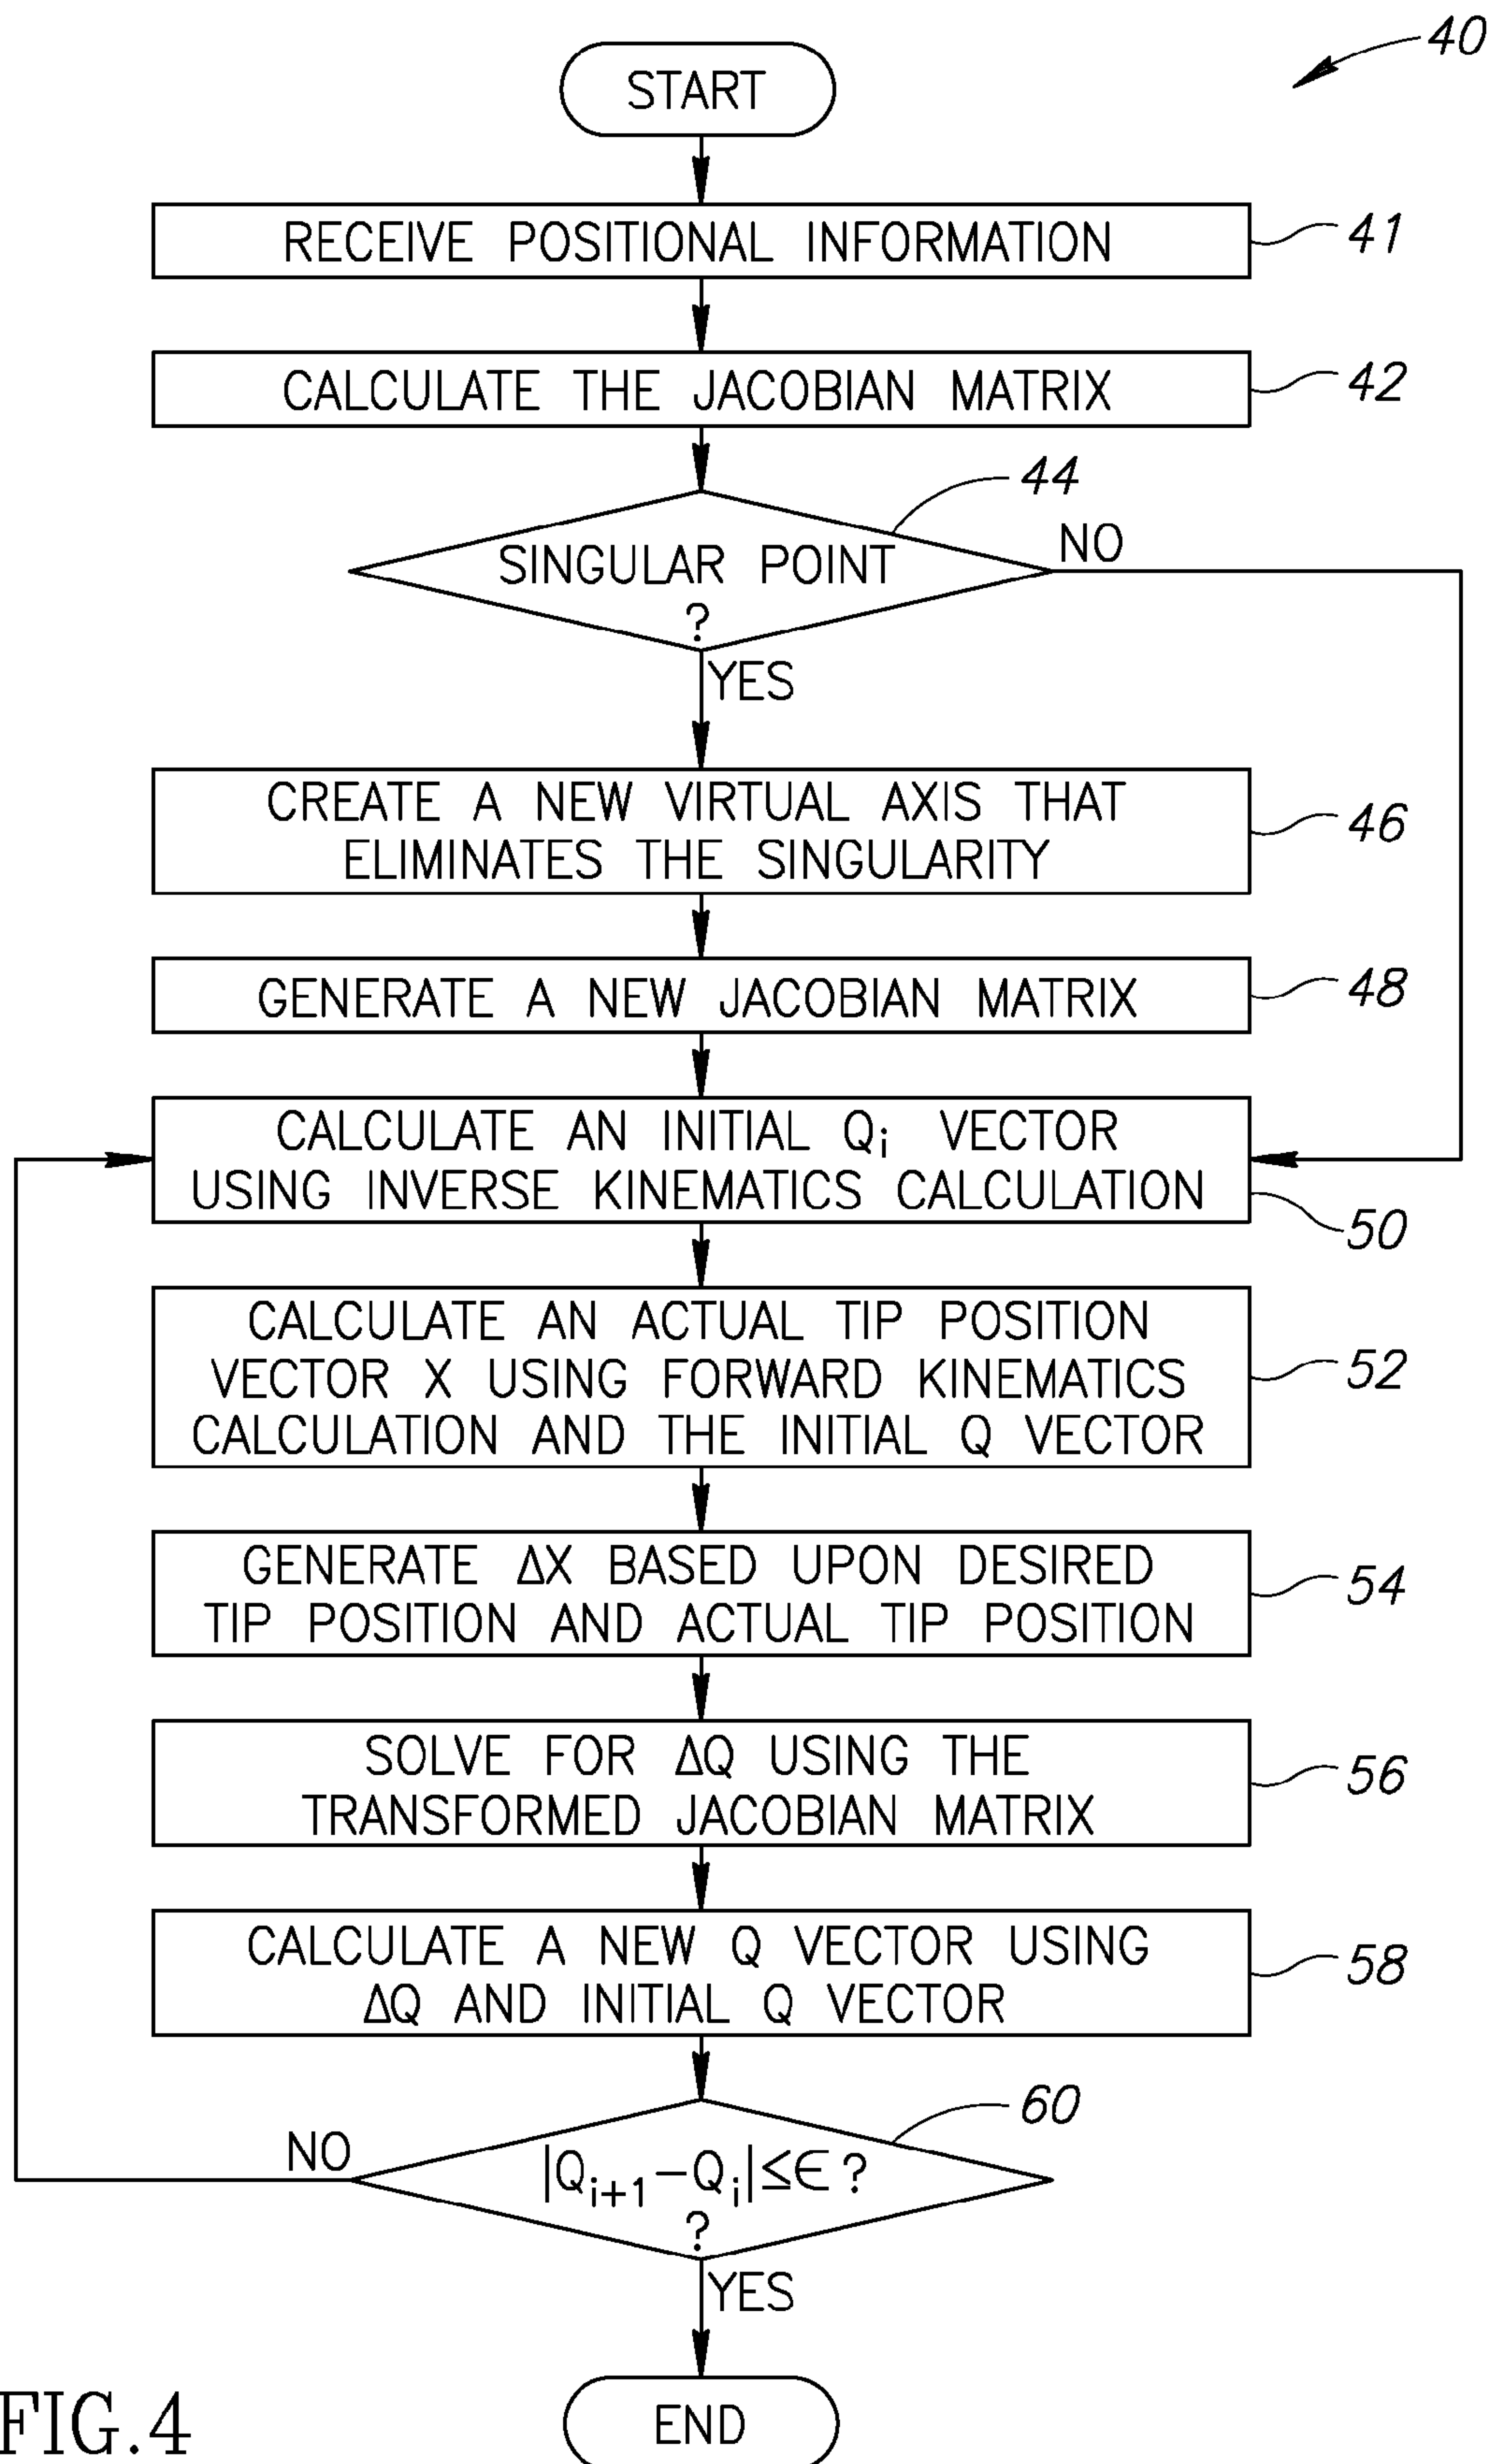 40
START
RECEIVE POSITIONAL INFORMATION
41
CALCULATE THE JACOBIAN MATRIX
42
44
SINGULAR POINT
?
NO
YES
CREATE A NEW VIRTUAL AXIS THAT
ELIMINATES THE SINGULARITY
46
GENERATE A NEW JACOBIAN MATRIX
48
CALCULATE AN INITIAL Qi VECTOR
USING INVERSE KINEMATICS CALCULATION
50
CALCULATE AN ACTUAL TIP POSITION
VECTOR X USING FORWARD KINEMATICS
CALCULATION AND THE INITIAL Q VECTOR
52
GENERATE ΔX BASED UPON DESIRED
TIP POSITION AND ACTUAL TIP POSITION
54
SOLVE FOR ΔQ USING THE
TRANSFORMED JACOBIAN MATRIX
56
CALCULATE A NEW Q VECTOR USING
ΔQ AND INITIAL Q VECTOR
58
60
NO
|Qi+1−Qi|≤∈?
?
YES
END
FIG.4